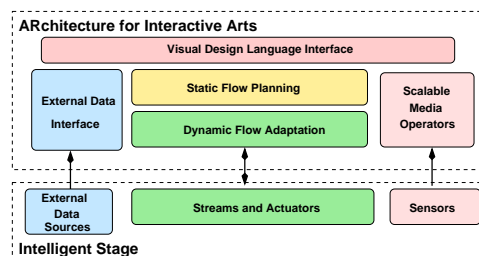 ARchitecture for Interactive Arts
Visual Design Language Interface
External Data
Interface
Static Flow Planning
Dynamic Flow Adaptation
Scalable
Media
Operators
External
Data
Sources
Streams and Actuators
Sensors
Intelligent Stage